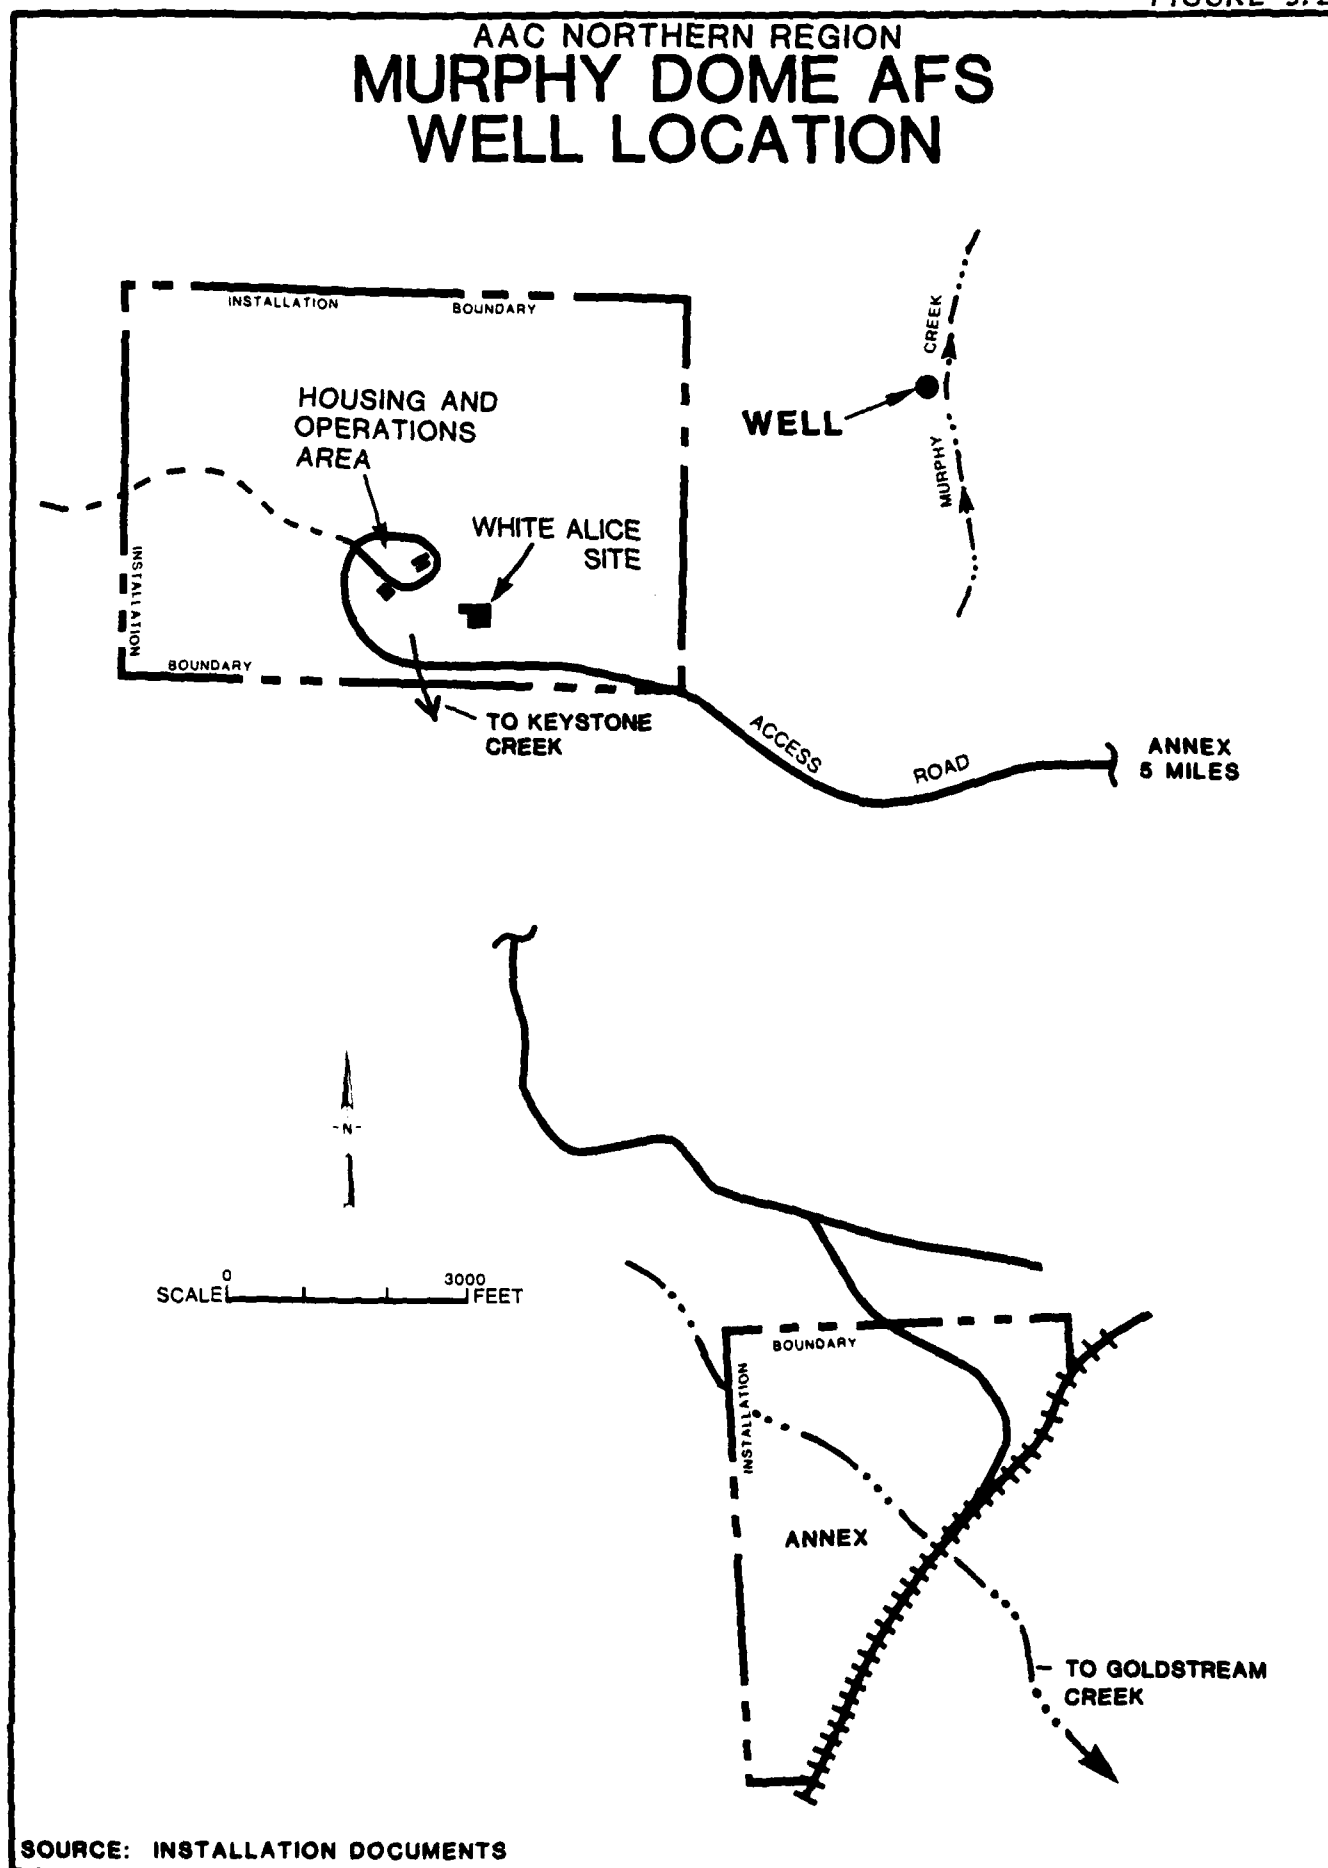 AAC NORTHERN REGION
MURPHY DOME AFS
WELL LOCATION
INSTALLATION
BOUNDARY
CREEK
HOUSING AND
OPERATIONS
AREA
WELL
MURPHY
WHITE ALICE
SITE
INSTALLATION
BOUNDARY
TO KEYSTONE
CREEK
ACCESS
ROAD
ANNEX
5 MILES
-N-
0
3000
SCALE
FEET
BOUNDARY
INSTALLATION
ANNEX
TO GOLDSTREAM
CREEK
SOURCE: INSTALLATION DOCUMENTS